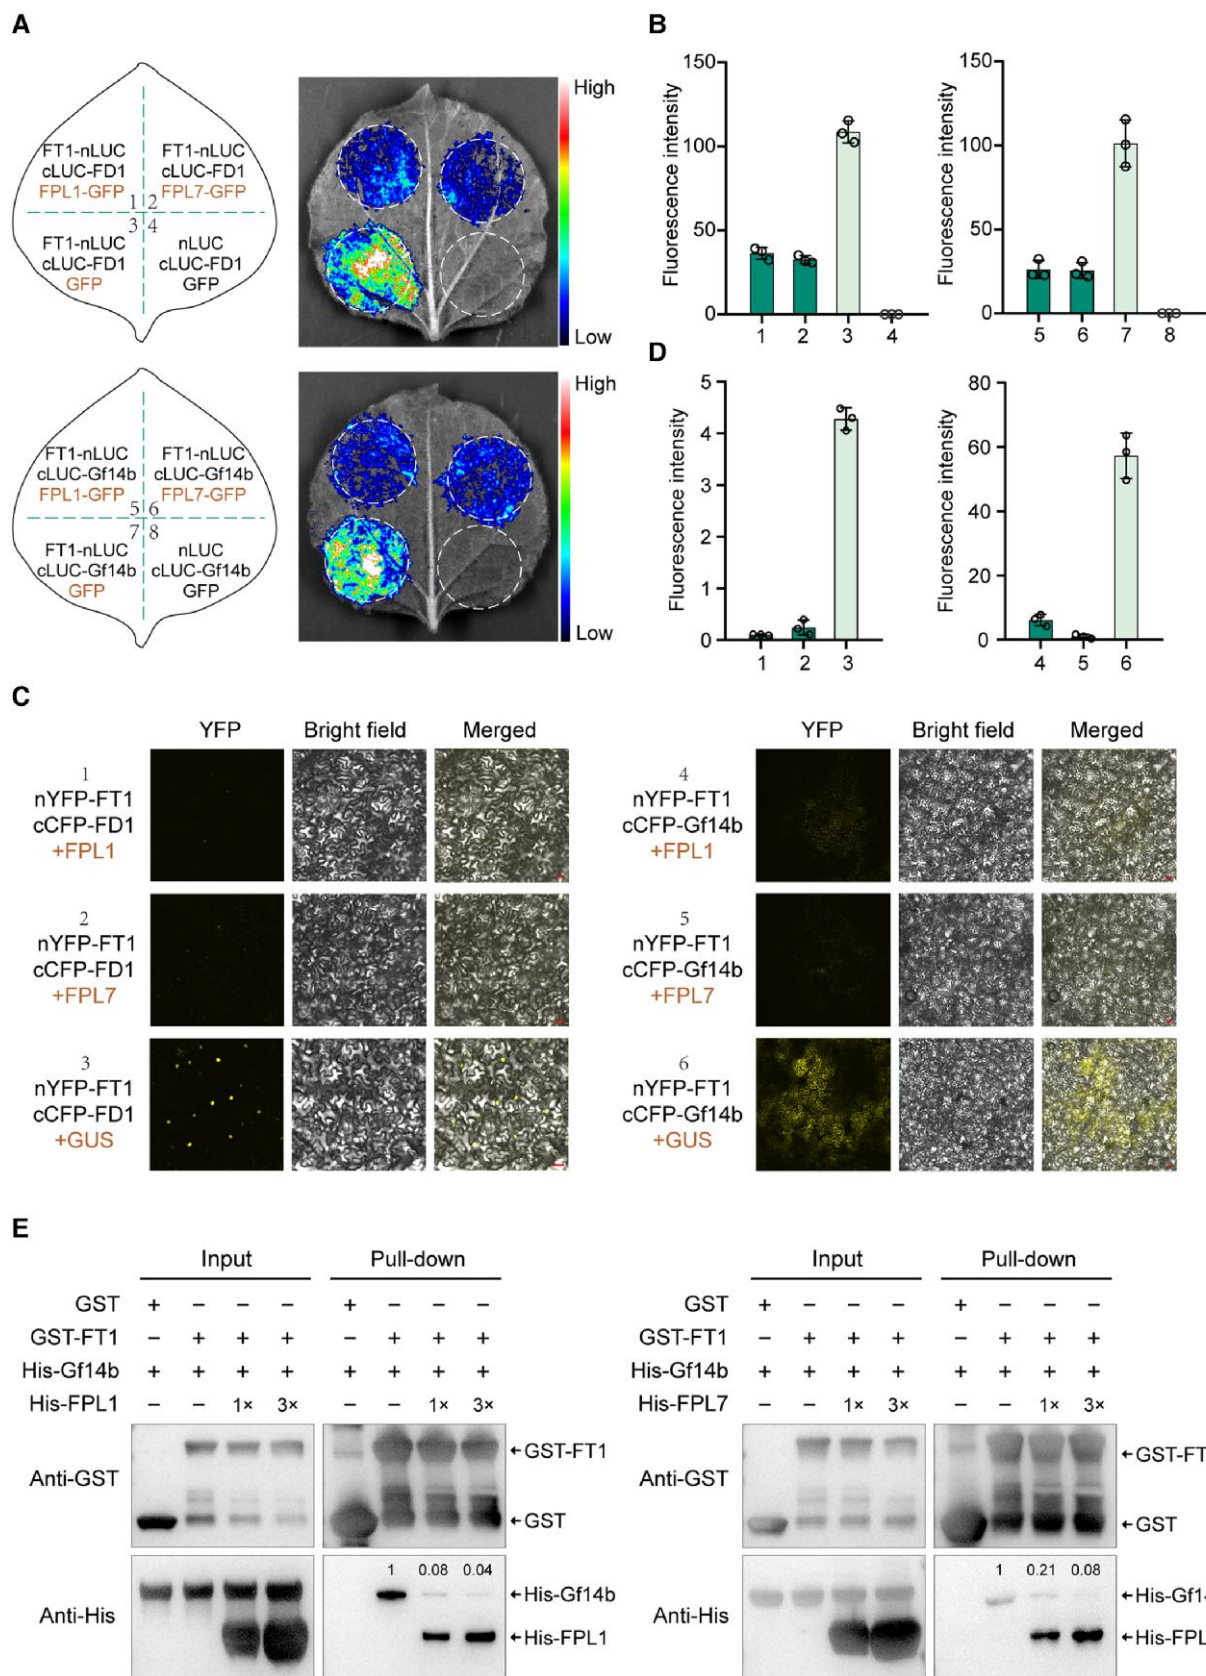 A
FT1-nLUC FT1-nLUC
cLUC-FD1 cLUC-FD1
FPL1-GFP FPL7-GFP
1 2
3 4
FT1-nLUC nLUC
cLUC-FD1 cLUC-FD1
GFP GFP
High
Low
FT1-nLUC FT1-nLUC
cLUC-Gf14b cLUC-Gf14b
FPL1-GFP FPL7-GFP
5 6
7 8
FT1-nLUC nLUC
cLUC-Gf14b cLUC-Gf14b
GFP GFP
High
Low
B
Fluorescence intensity
150
100
50
0
1 2 3 4
Fluorescence intensity
150
100
50
0
5 6 7 8
D
Fluorescence intensity
5
4
3
2
1
0
1 2 3
Fluorescence intensity
80
60
40
20
0
4 5 6
C
YFP Bright field Merged
1
nYFP-FT1
cCFP-FD1
+FPL1
2
nYFP-FT1
cCFP-FD1
+FPL7
3
nYFP-FT1
cCFP-FD1
+GUS
YFP Bright field Merged
4
nYFP-FT1
cCFP-Gf14b
+FPL1
5
nYFP-FT1
cCFP-Gf14b
+FPL7
6
nYFP-FT1
cCFP-Gf14b
+GUS
E
Input Pull-down
GST + − − − + − − −
GST-FT1 − + + + − + + +
His-Gf14b + + + + + + + +
His-FPL1 − − 1× 3× − − 1× 3×
Anti-GST
←GST-FT1
←GST
Anti-His
1 0.08 0.04
←His-Gf14b
←His-FPL1
Input Pull-down
GST + − − − + − − −
GST-FT1 − + + + − + + +
His-Gf14b + + + + + + + +
His-FPL7 − − 1× 3× − − 1× 3×
Anti-GST
←GST-FT
←GST
Anti-His
1 0.21 0.08
←His-Gf1
←His-FPL